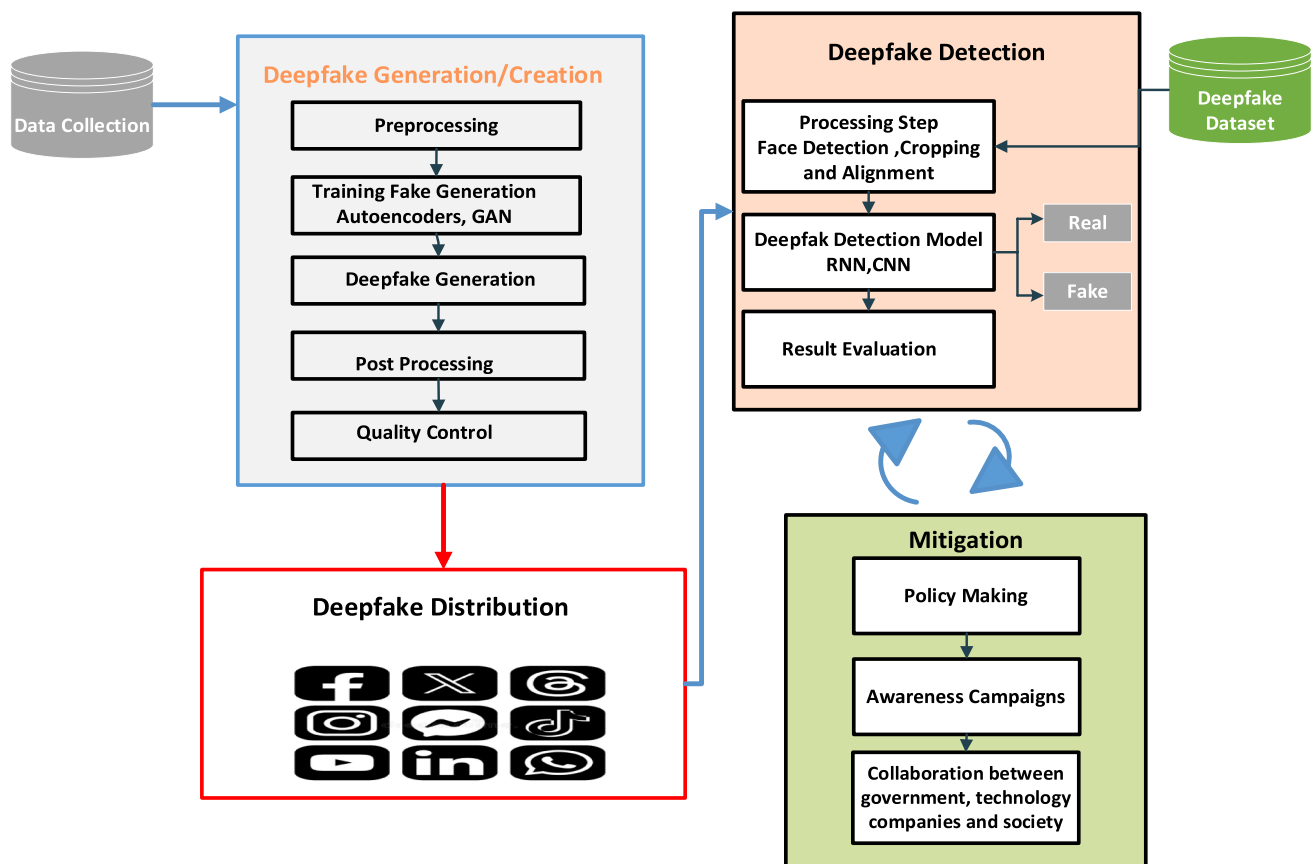 Data Collection
Deepfake Generation/Creation
Preprocessing
Training Fake Generation
Autoencoders, GAN
Deepfake Generation
Post Processing
Quality Control
Deepfake Distribution
f
X
in
Deepfake Detection
Processing Step
Face Detection ,Cropping
and Alignment
Deepfak Detection Model
RNN,CNN
Real
Fake
Result Evaluation
Deepfake
Dataset
Mitigation
Policy Making
Awareness Campaigns
Collaboration between
government, technology
companies and society